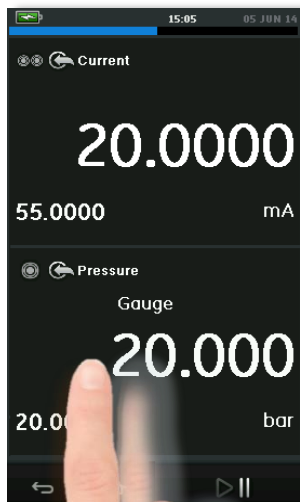 15:05 05 JUN 14
Current
20.0000
55.0000 mA
Pressure
Gauge
20.000
bar